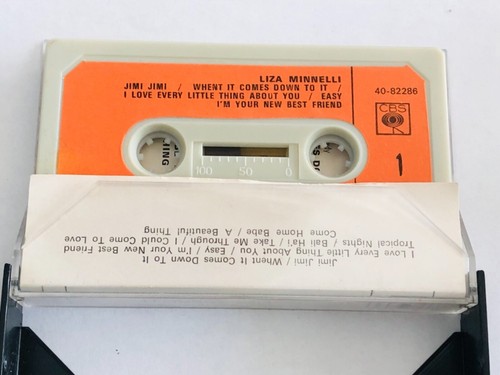 LIZA MINNELLI
JIMI JIMI / WHENT IT COMES DOWN TO IT /
I LOVE EVERY LITTLE THING ABOUT YOU / EASY
I'M YOUR NEW BEST FRIEND
40-82286
CBS
1
100 50 0
Jimi Jimi / Whent It Comes Down To It
I Love Every Little Thing About You / Easy / I'm Your New Best Friend
Tropical Nights / Bali Ha'i / Take Me Through / I Could Come To Love
Come Home Babe / A Beautiful Thing